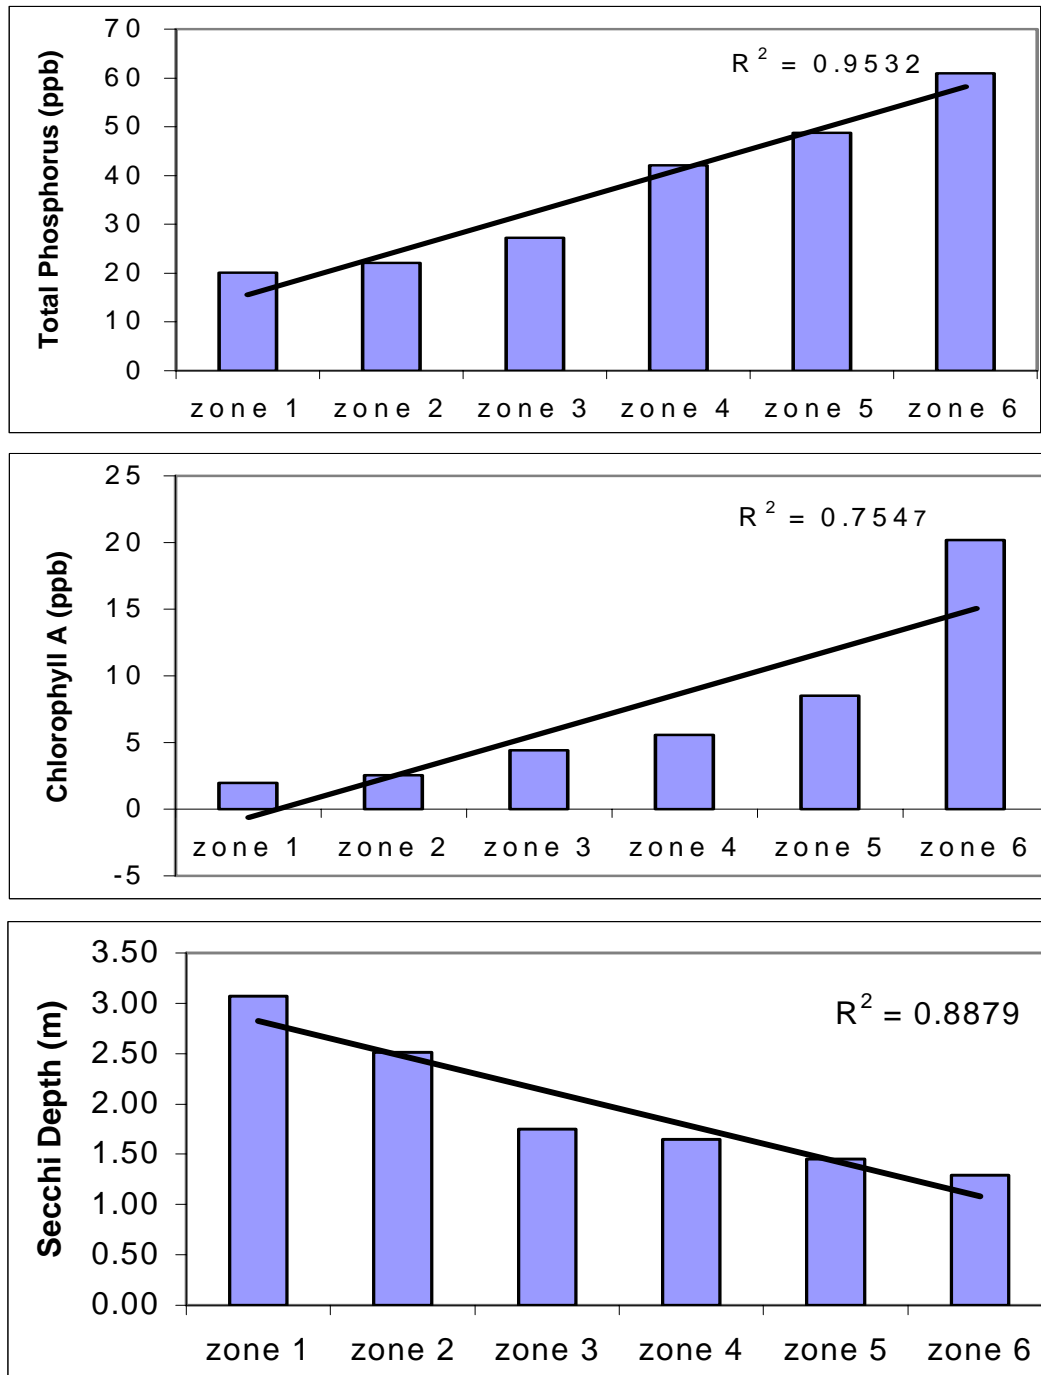 Total Phosphorus (ppb)
70
60
50
40
30
20
10
0
R² = 0.9532
zone 1 zone 2 zone 3 zone 4 zone 5 zone 6
Chlorophyll A (ppb)
25
20
15
10
5
0
-5
R² = 0.7547
zone 1 zone 2 zone 3 zone 4 zone 5 zone 6
Secchi Depth (m)
3.50
3.00
2.50
2.00
1.50
1.00
0.50
0.00
R² = 0.8879
zone 1 zone 2 zone 3 zone 4 zone 5 zone 6